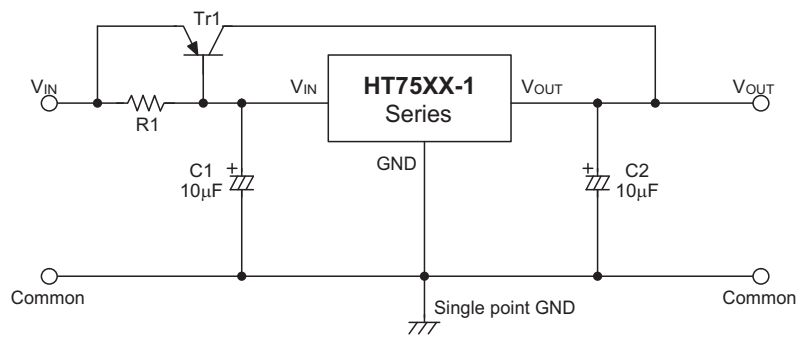 Tr1
VIN
R1
VIN
HT75XX-1
Series
VOUT
VOUT
GND
C1
10μF
C2
10μF
Common
Single point GND
Common